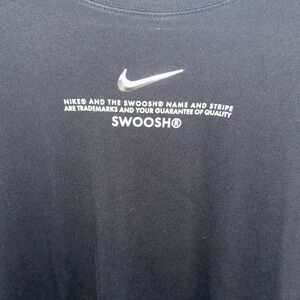 NIKE® AND THE SWOOSH® NAME AND STRIPE
ARE TRADEMARKS AND YOUR GUARANTEE OF QUALITY
SWOOSH®